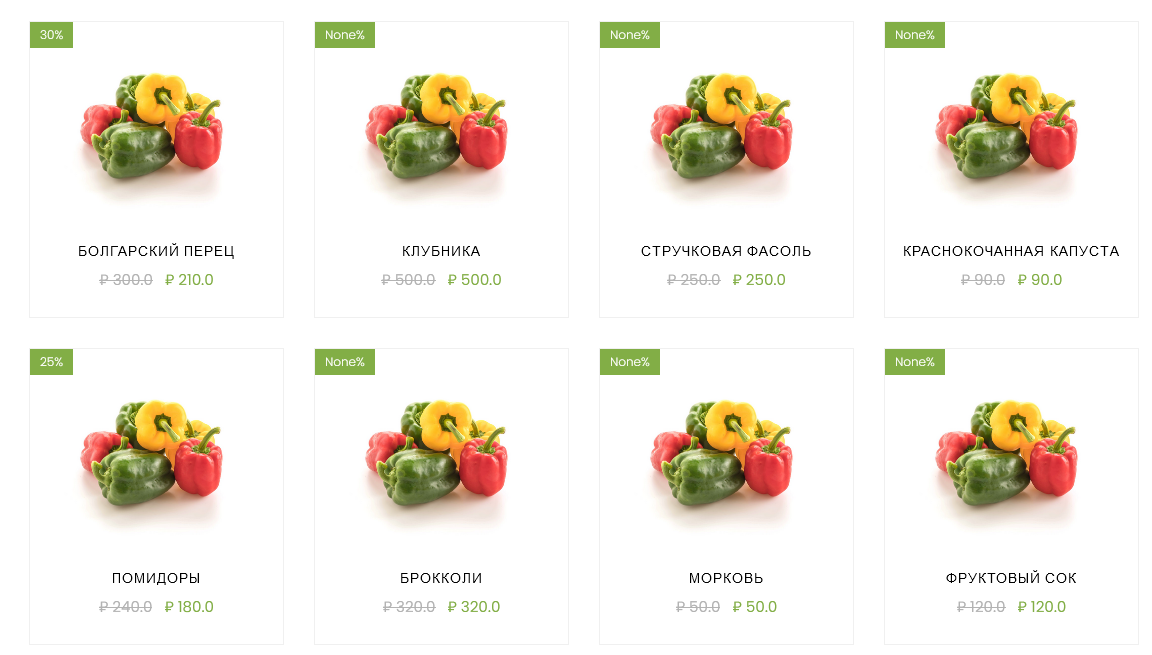 30%
None%
None%
None%
БОЛГАРСКИЙ ПЕРЕЦ
КЛУБНИКА
СТРУЧКОВАЯ ФАСОЛЬ
КРАСНОКОЧАННАЯ КАПУСТА
₽ 300.0 ₽ 210.0
₽ 500.0 ₽ 500.0
₽ 250.0 ₽ 250.0
₽ 90.0 ₽ 90.0
25%
None%
None%
None%
ПОМИДОРЫ
БРОККОЛИ
МОРКОВЬ
ФРУКТОВЫЙ СОК
₽ 240.0 ₽ 180.0
₽ 320.0 ₽ 320.0
₽ 50.0 ₽ 50.0
₽ 120.0 ₽ 120.0